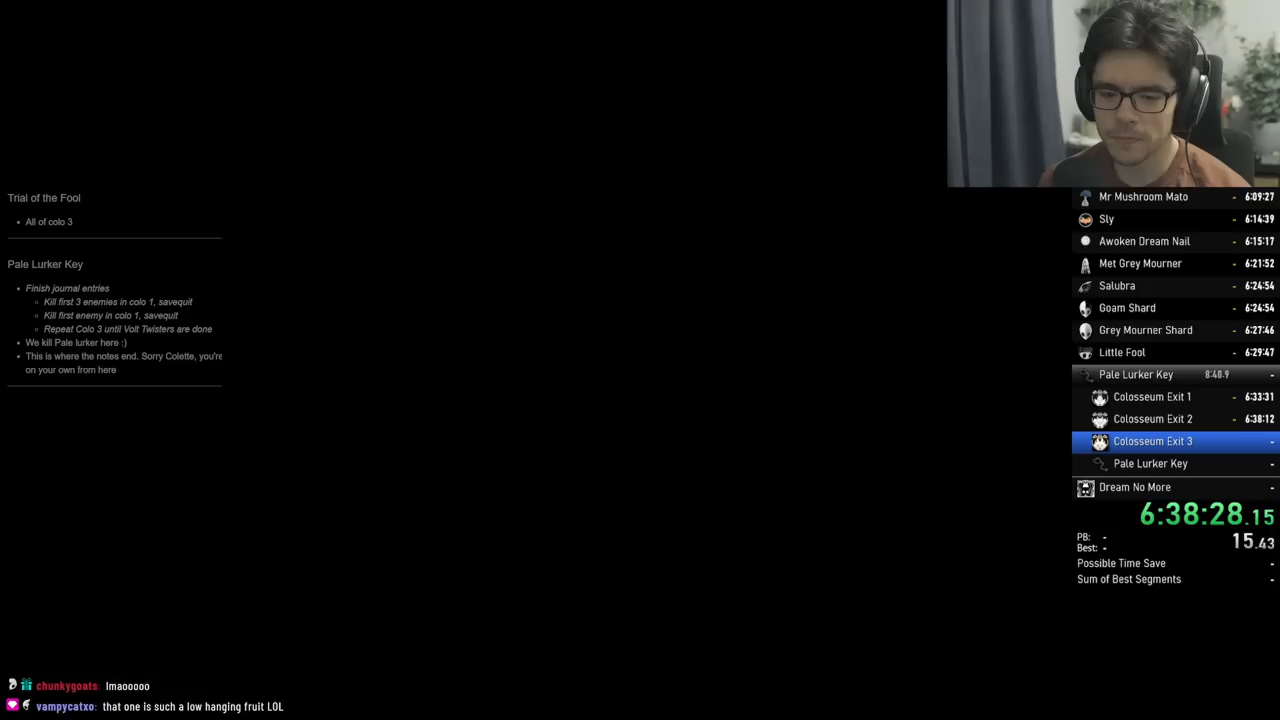 Trial of the Fool
All of colo 3
Pale Lurker Key
Finish journal entries
Kill first 3 enemies in colo 1, savequit
Kill first enemy in colo 1, savequit
Repeat Colo 3 until Volt Twisters are done
We kill Pale lurker here :)
This is where the notes end. Sorry Colette, you're
on your own from here
Mr Mushroom Mato - 6:09:27
Sly - 6:14:39
Awoken Dream Nail - 6:15:17
Met Grey Mourner - 6:21:52
Salubra - 6:24:54
Goam Shard - 6:24:54
Grey Mourner Shard - 6:27:46
Little Fool - 6:29:47
Pale Lurker Key 8:40.9 -
Colosseum Exit 1 - 6:33:31
Colosseum Exit 2 - 6:38:12
Colosseum Exit 3 -
Pale Lurker Key -
Dream No More -
6:38:28.15
PB: - 15.43
Best: -
Possible Time Save -
Sum of Best Segments -
chunkygoats: lmaooooo
vampycatxo: that one is such a low hanging fruit LOL